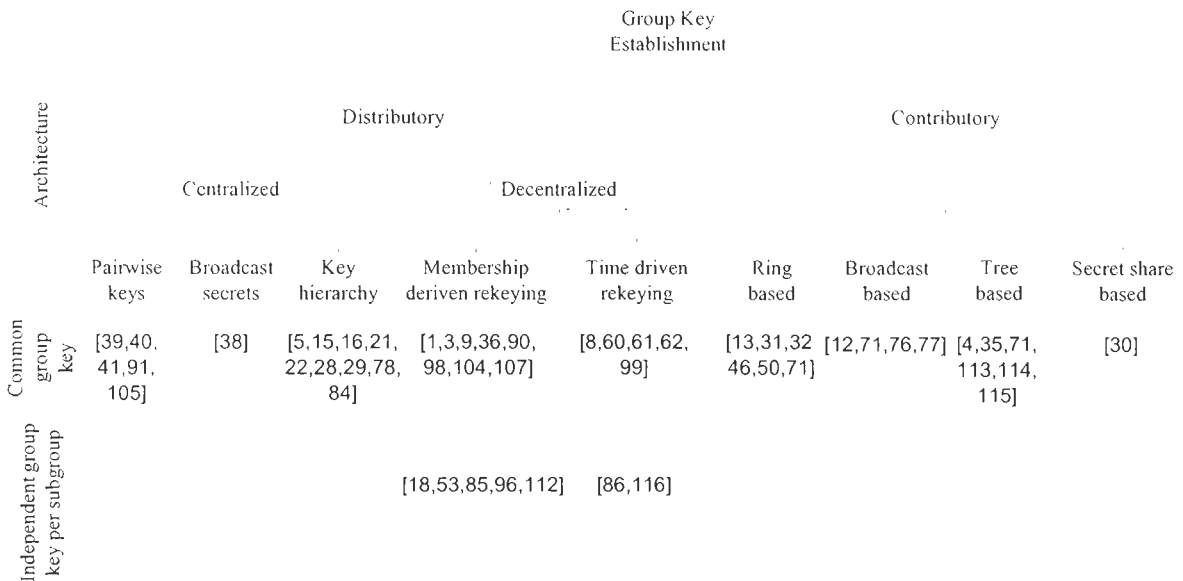 Group Key
Establishment
Architecture
Distributory
Contributory
Centralized
Decentralized
Pairwise
keys
Broadcast
secrets
Key
hierarchy
Membership
derived rekeying
Time driven
rekeying
Ring
based
Broadcast
based
Tree
based
Secret share
based
Common
group
key
[39,40,
41,91,
105]
[38]
[5,15,16,21,
22,28,29,78,
84]
[1,3,9,36,90,
98,104,107]
[8,60,61,62,
99]
[13,31,32
46,50,71]
[12,71,76,77]
[4,35,71,
113,114,
115]
[30]
Independent group
key per subgroup
[18,53,85,96,112]
[86,116]